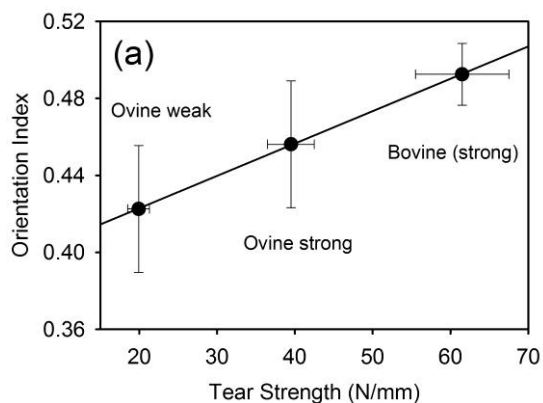 0.52
(a)
Ovine weak
0.48
Orientation Index
Bovine (strong)
0.44
Ovine strong
0.40
0.36
20 30 40 50 60 70
Tear Strength (N/mm)